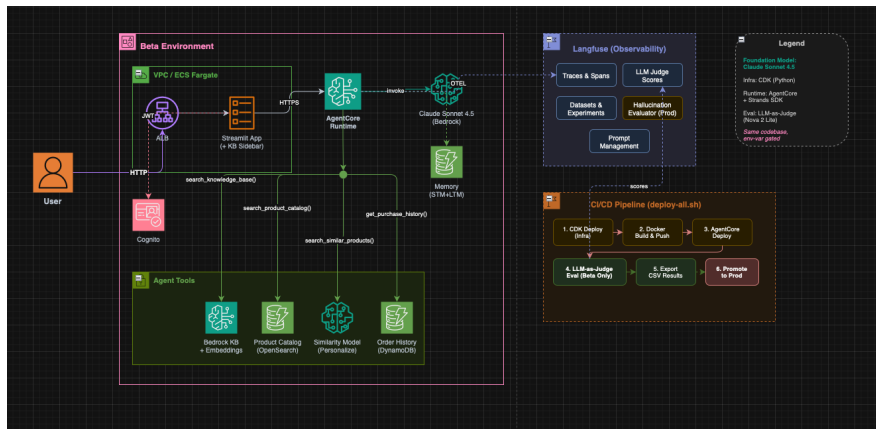 Beta Environment
VPC / ECS Fargate
JWT
ALB
Streamlit App
(+ KB Sidebar)
HTTPS
AgentCore
Runtime
invoke
OTEL
Claude Sonnet 4.5
(Bedrock)
Memory
(STM+LTM)
User
HTTP
Cognito
search_knowledge_base()
search_product_catalog()
get_purchase_history()
search_similar_products()
Agent Tools
Bedrock KB
+ Embeddings
Product Catalog
(OpenSearch)
Similarity Model
(Personalize)
Order History
(DynamoDB)
Langfuse (Observability)
Traces & Spans
LLM Judge
Scores
Datasets &
Experiments
Hallucination
Evaluator (Prod)
Prompt
Management
scores
CI/CD Pipeline (deploy-all.sh)
1. CDK Deploy
(Infra)
2. Docker
Build & Push
3. AgentCore
Deploy
4. LLM-as-Judge
Eval (Beta Only)
5. Export
CSV Results
6. Promote
to Prod
Legend
Foundation Model:
Claude Sonnet 4.5
Infra: CDK (Python)
Runtime: AgentCore
+ Strands SDK
Eval: LLM-as-Judge
(Nova 2 Lite)
Same codebase,
env-var gated